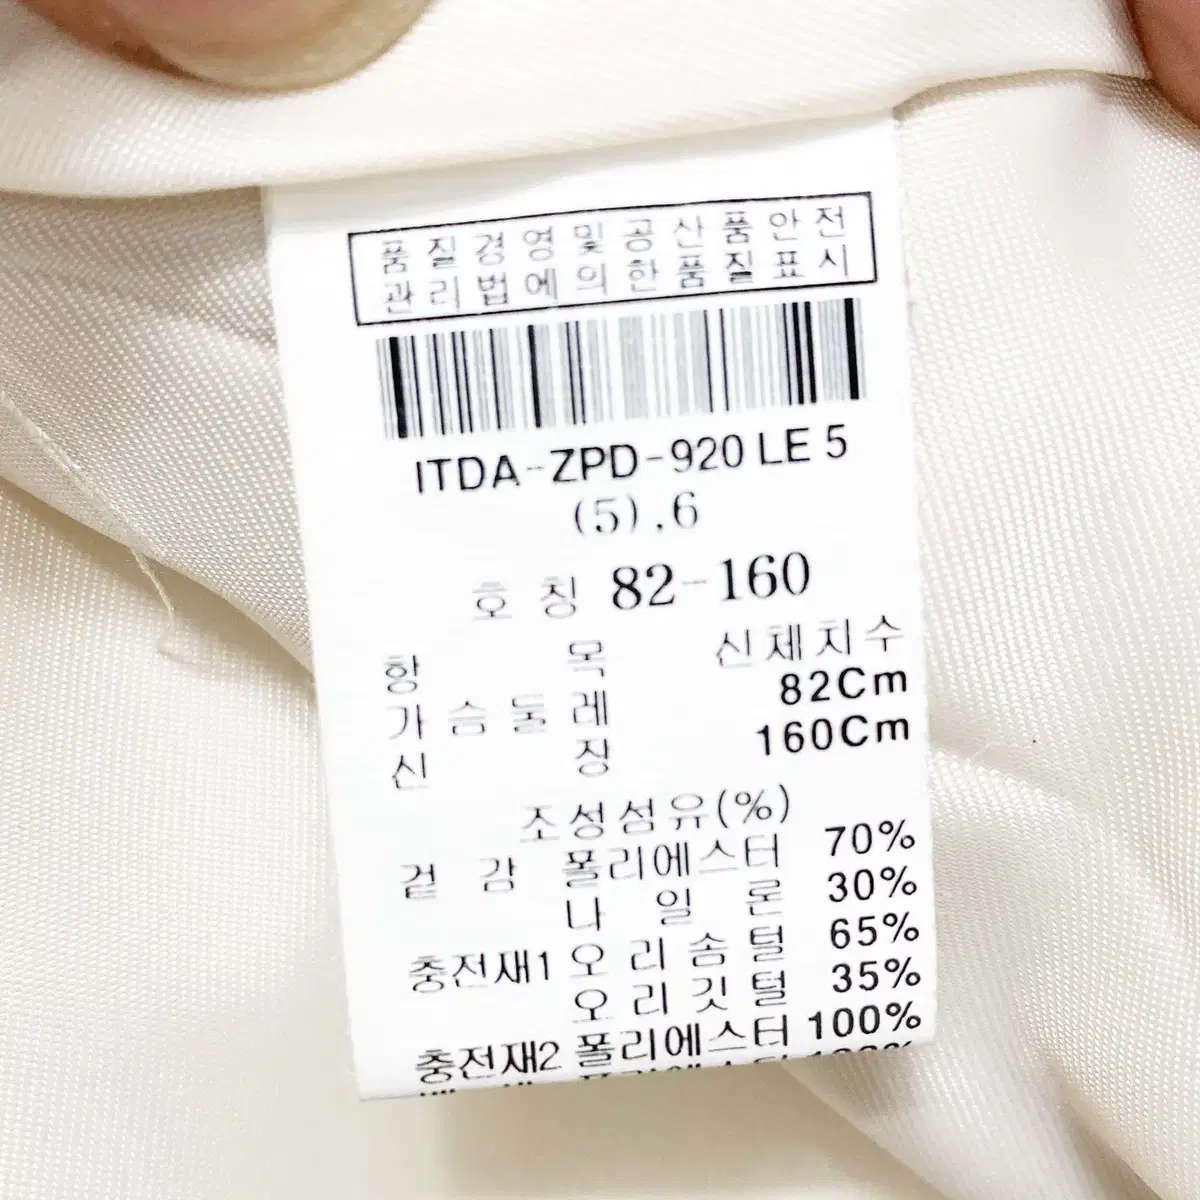 품질경영및공산품안전
관리법에의한품질표시
ITDA-ZPD-920 LE 5
(5).6
호 칭 82-160
항 목 신체치수
가 슴 둘 레 82Cm
신 장 160Cm
조성섬유(%)
겉 감 폴리에스터 70%
나 일 론 30%
충전재1 오 리 솜 털 65%
오 리 깃 털 35%
충전재2 폴리에스터 100%